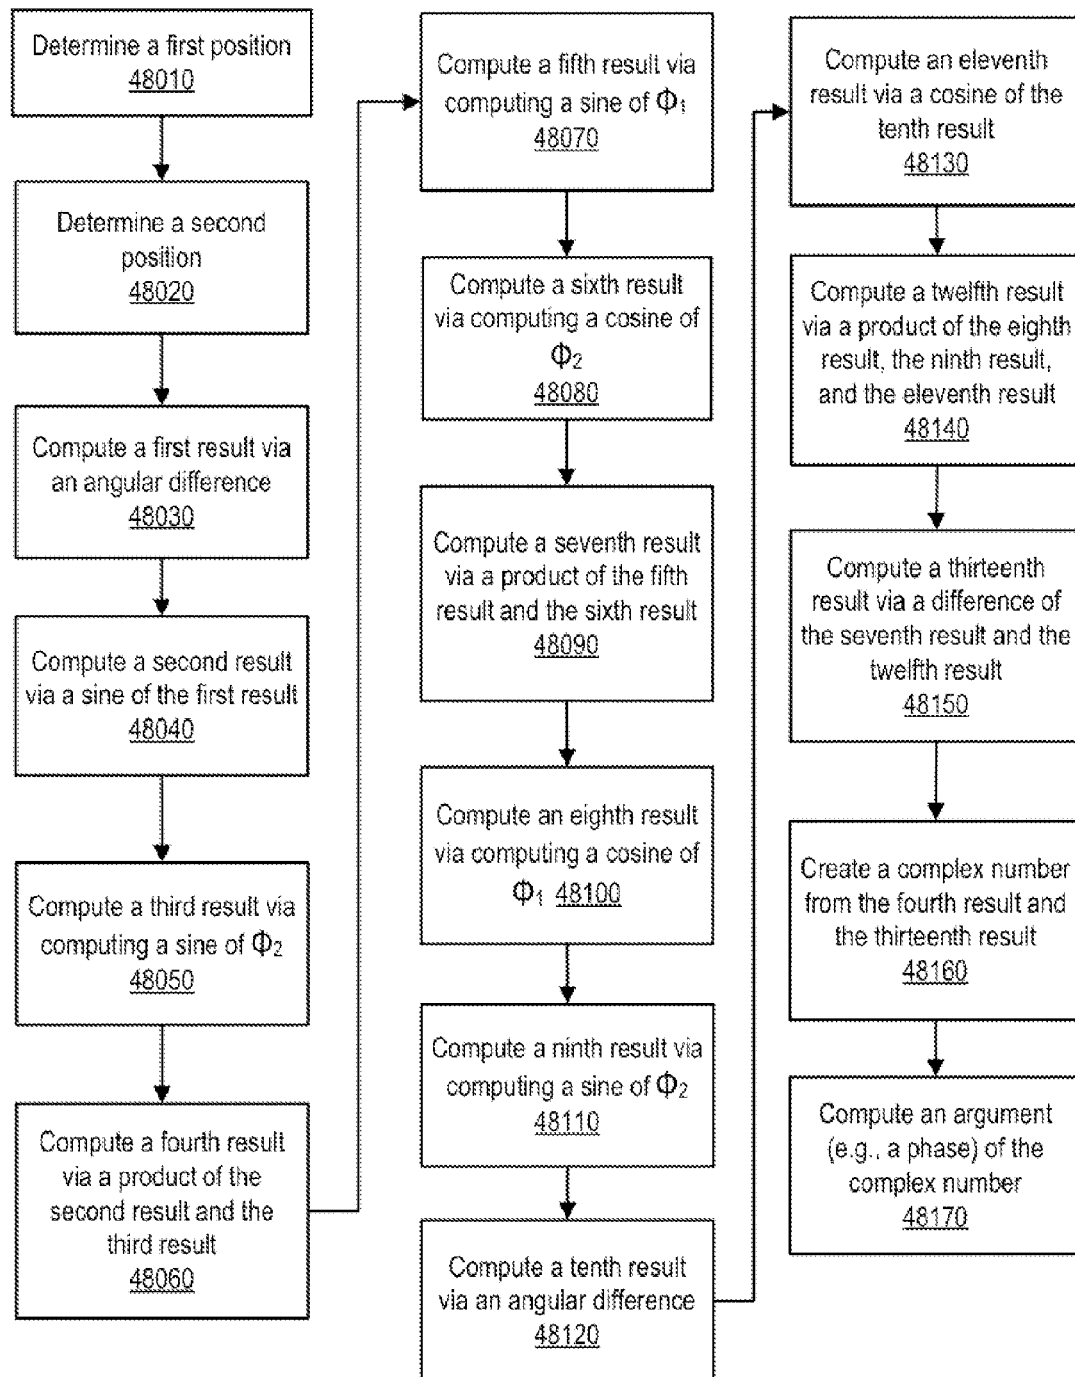 Determine a first position
48010
Determine a second
position
48020
Compute a first result via
an angular difference
48030
Compute a second result
via a sine of the first result
48040
Compute a third result via
computing a sine of Φ₂
48050
Compute a fourth result
via a product of the
second result and the
third result
48060
Compute a fifth result via
computing a sine of Φ₁
48070
Compute a sixth result
via computing a cosine of
Φ₂
48080
Compute a seventh result
via a product of the fifth
result and the sixth result
48090
Compute an eighth result
via computing a cosine of
Φ₁ 48100
Compute a ninth result via
computing a sine of Φ₂
48110
Compute a tenth result
via an angular difference
48120
Compute an eleventh
result via a cosine of the
tenth result
48130
Compute a twelfth result
via a product of the eighth
result, the ninth result,
and the eleventh result
48140
Compute a thirteenth
result via a difference of
the seventh result and the
twelfth result
48150
Create a complex number
from the fourth result and
the thirteenth result
48160
Compute an argument
(e.g., a phase) of the
complex number
48170